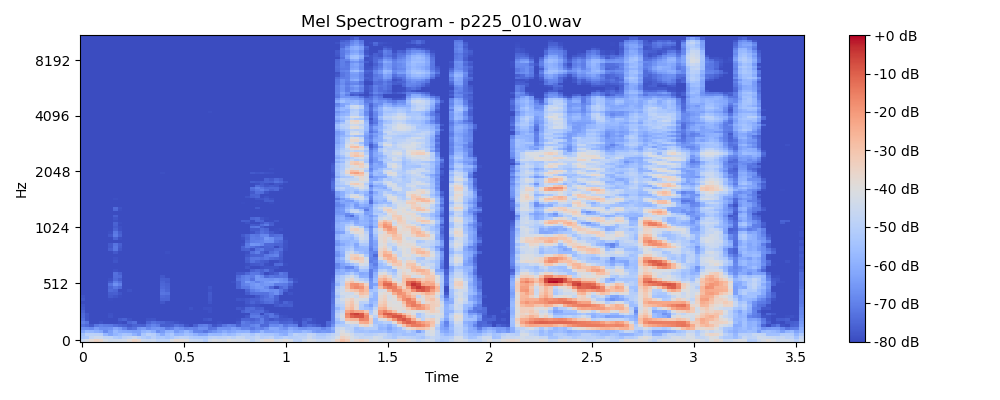 Mel Spectrogram - p225_010.wav
Hz
8192
4096
2048
1024
512
0
0 0.5 1 1.5 2 2.5 3 3.5
Time
+0 dB
-10 dB
-20 dB
-30 dB
-40 dB
-50 dB
-60 dB
-70 dB
-80 dB